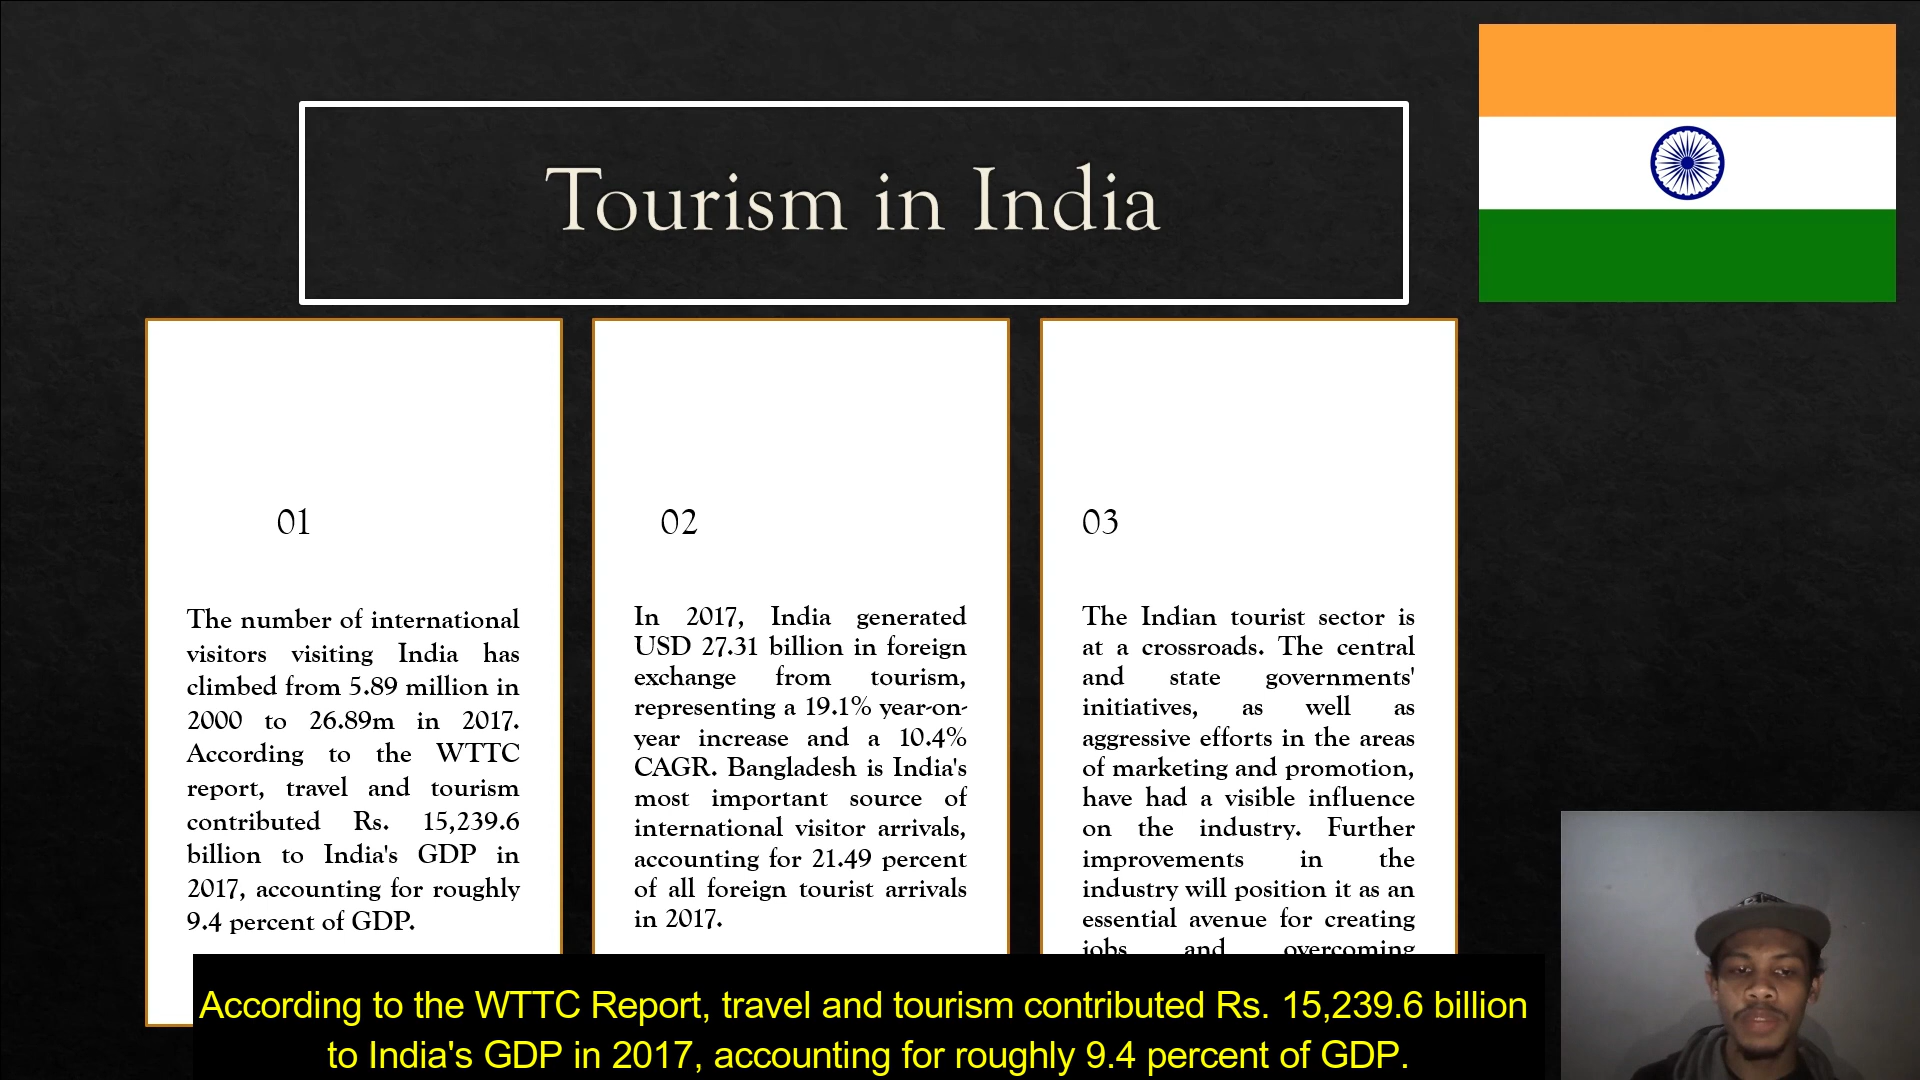 Tourism in India
01
The number of international
visitors visiting India has
climbed from 5.89 million in
2000 to 26.89m in 2017.
According to the WTTC
report, travel and tourism
contributed Rs. 15,239.6
billion to India's GDP in
2017, accounting for roughly
9.4 percent of GDP.
02
In 2017, India generated
USD 27.31 billion in foreign
exchange from tourism,
representing a 19.1% year-on-
year increase and a 10.4%
CAGR. Bangladesh is India's
most important source of
international visitor arrivals,
accounting for 21.49 percent
of all foreign tourist arrivals
in 2017.
03
The Indian tourist sector is
at a crossroads. The central
and state governments'
initiatives, as well as
aggressive efforts in the areas
of marketing and promotion,
have had a visible influence
on the industry. Further
improvements in the
industry will position it as an
essential avenue for creating
jobs and overcoming
According to the WTTC Report, travel and tourism contributed Rs. 15,239.6 billion
to India's GDP in 2017, accounting for roughly 9.4 percent of GDP.